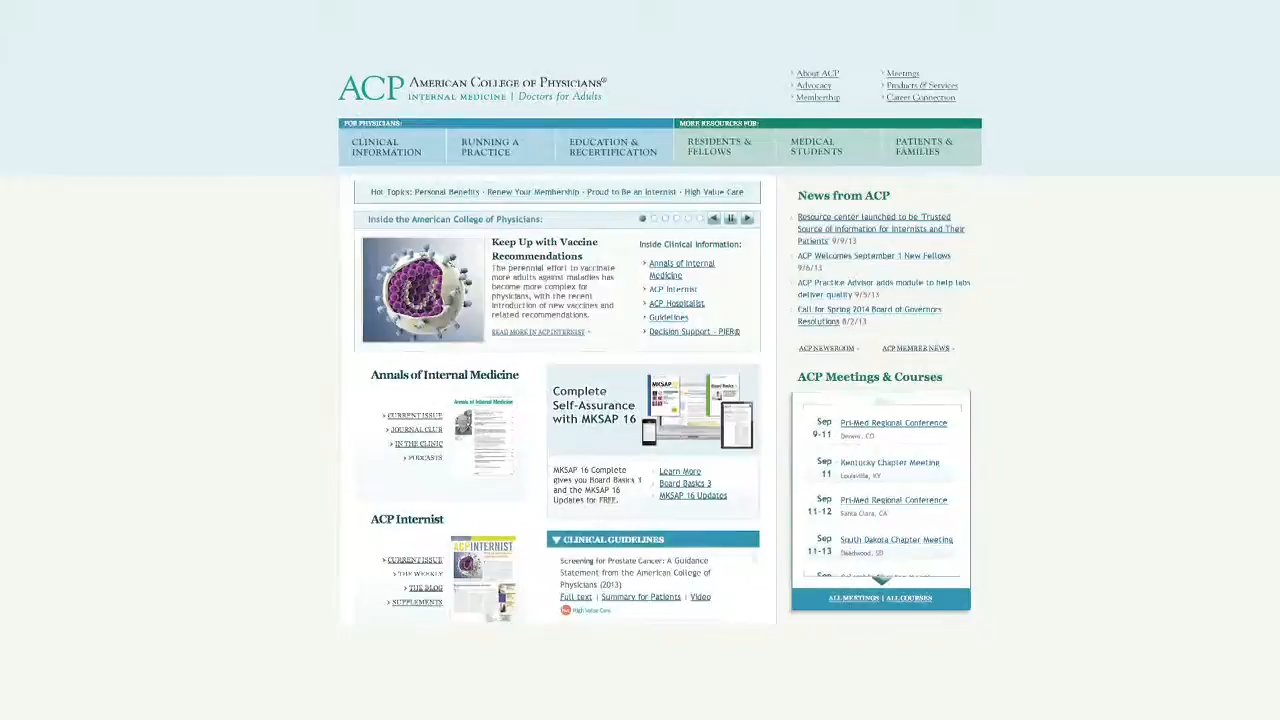 ACP AMERICAN COLLEGE OF PHYSICIANS®
INTERNAL MEDICINE | Doctors for Adults
About ACP
Advocacy
Membership
Meetings
Products & Services
Career Connection
FOR PHYSICIANS:
MORE RESOURCES FOR:
CLINICAL
INFORMATION
RUNNING A
PRACTICE
EDUCATION &
RECERTIFICATION
RESIDENTS &
FELLOWS
MEDICAL
STUDENTS
PATIENTS &
FAMILIES
Hot Topics: Personal Benefits · Renew Your Membership · Proud to Be an Internist · High Value Care
Inside the American College of Physicians:
Keep Up with Vaccine
Recommendations
The perennial effort to vaccinate
more adults against maladies has
become more complex for
physicians, with the recent
introduction of new vaccines and
related recommendations.
READ MORE IN ACP INTERNIST
Inside Clinical Information:
Annals of Internal
Medicine
ACP Internist
ACP Hospitalist
Guidelines
Decision Support - PIER®
Annals of Internal Medicine
CURRENT ISSUE
JOURNAL CLUB
IN THE CLINIC
PODCASTS
Annals of Internal Medicine
ACP Internist
CURRENT ISSUE
THE WEEKLY
THE BLOG
SUPPLEMENTS
ACPINTERNIST
Complete
Self-Assurance
with MKSAP 16
MKSAP
Board Basics
MKSAP 16 Complete
gives you Board Basics 3
and the MKSAP 16
Updates for FREE.
Learn More
Board Basics 3
MKSAP 16 Updates
CLINICAL GUIDELINES
Screening for Prostate Cancer: A Guidance
Statement from the American College of
Physicians (2013)
Full text | Summary for Patients | Video
High Value Care
News from ACP
Resource center launched to be 'Trusted
Source of Information for Internists and Their
Patients' 9/9/13
ACP Welcomes September 1 New Fellows
9/6/13
ACP Practice Advisor adds module to help labs
deliver quality 9/5/13
Call for Spring 2014 Board of Governors
Resolutions 8/2/13
ACP NEWSROOM
ACP MEMBER NEWS
ACP Meetings & Courses
Sep
9-11
Pri-Med Regional Conference
Denver, CO
Sep
11
Kentucky Chapter Meeting
Louisville, KY
Sep
11-12
Pri-Med Regional Conference
Santa Clara, CA
Sep
11-13
South Dakota Chapter Meeting
Deadwood, SD
Sep
ALL MEETINGS | ALL COURSES